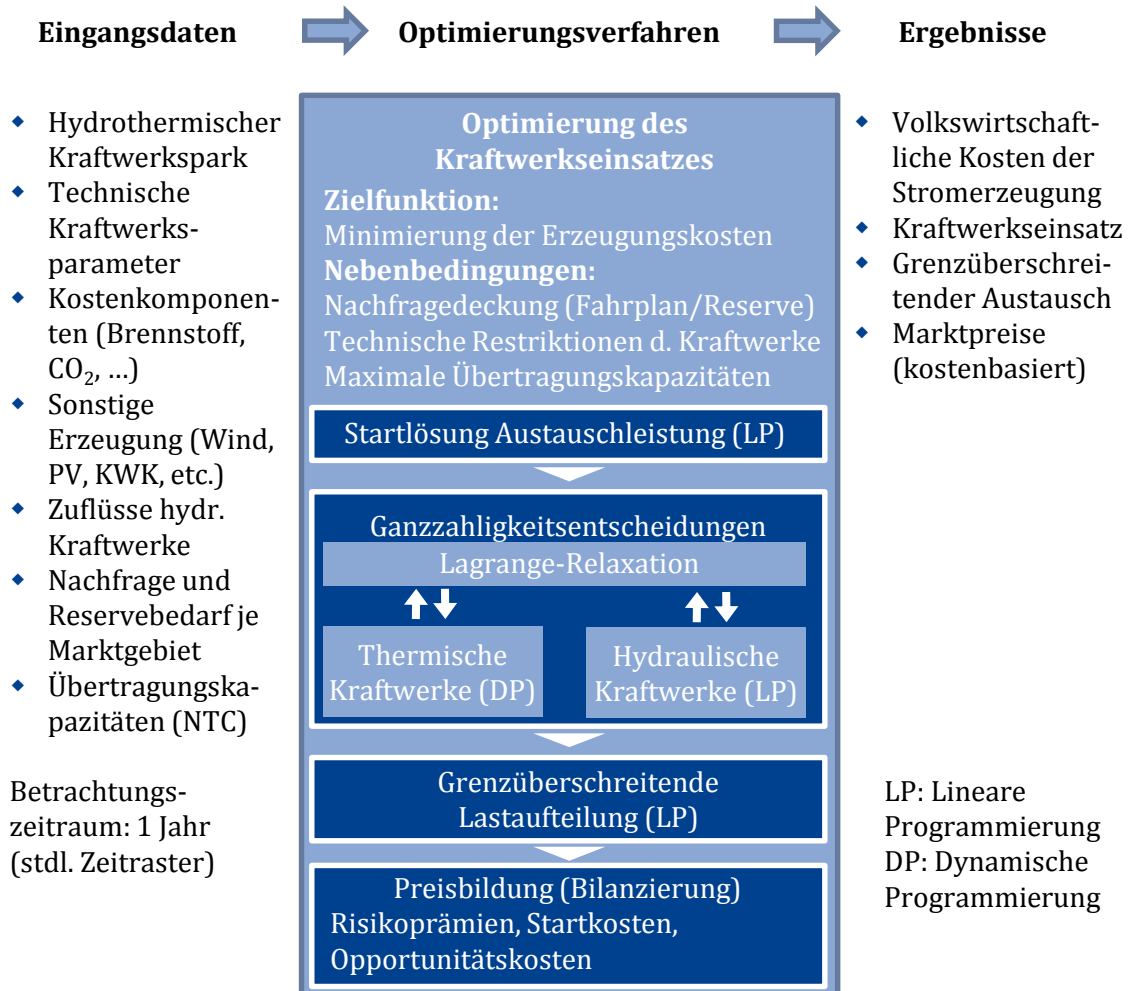 Eingangsdaten
Optimierungsverfahren
Ergebnisse
Hydrothermischer
Kraftwerkspark
Technische
Kraftwerks-
parameter
Kostenkomponen-
ten (Brennstoff,
CO₂, …)
Sonstige
Erzeugung (Wind,
PV, KWK, etc.)
Zuflüsse hydr.
Kraftwerke
Nachfrage und
Reservebedarf je
Marktgebiet
Übertragungska-
pazitäten (NTC)
Betrachtungs-
zeitraum: 1 Jahr
(stdl. Zeitraster)
Optimierung des
Kraftwerkseinsatzes
Zielfunktion:
Minimierung der Erzeugungskosten
Nebenbedingungen:
Nachfragedeckung (Fahrplan/Reserve)
Technische Restriktionen d. Kraftwerke
Maximale Übertragungskapazitäten
Startlösung Austauschleistung (LP)
Ganzzahligkeitsentscheidungen
Lagrange-Relaxation
Thermische
Kraftwerke (DP)
Hydraulische
Kraftwerke (LP)
Grenzüberschreitende
Lastaufteilung (LP)
Preisbildung (Bilanzierung)
Risikoprämien, Startkosten,
Opportunitätskosten
Volkswirtschaft-
liche Kosten der
Stromerzeugung
Kraftwerkseinsatz
Grenzüberschrei-
tender Austausch
Marktpreise
(kostenbasiert)
LP: Lineare
Programmierung
DP: Dynamische
Programmierung